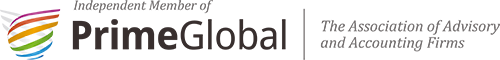 Independent Member of
PrimeGlobal
The Association of Advisory
and Accounting Firms